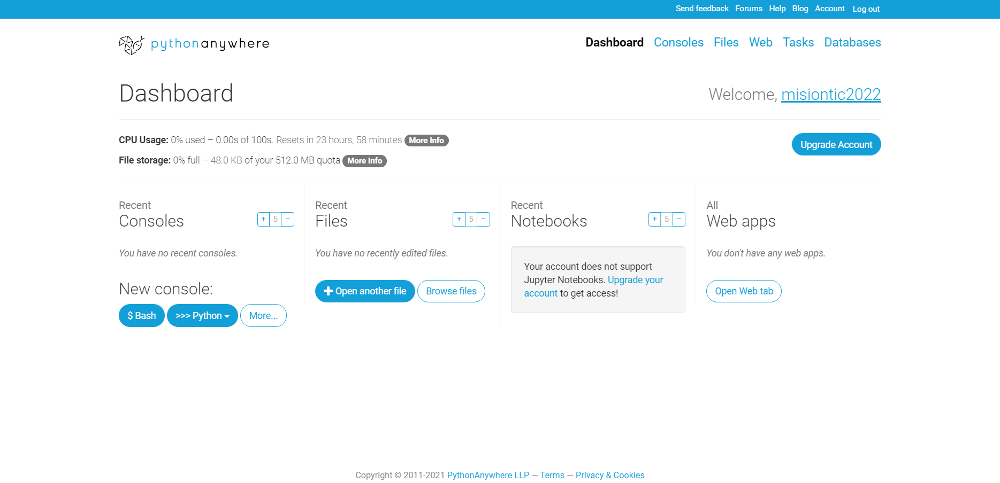 Send feedback Forums Help Blog Account Log out
pythonanywhere
Dashboard Consoles Files Web Tasks Databases
Dashboard
Welcome, misiontic2022
CPU Usage: 0% used – 0.00s of 100s. Resets in 23 hours, 58 minutes More Info
Upgrade Account
File storage: 0% full – 48.0 KB of your 512.0 MB quota More Info
Recent
Consoles
+ 5 –
You have no recent consoles.
New console:
$ Bash >>> Python More...
Recent
Files
+ 5 –
You have no recently edited files.
Open another file Browse files
Recent
Notebooks
+ 5 –
Your account does not support
Jupyter Notebooks. Upgrade your
account to get access!
All
Web apps
You don't have any web apps.
Open Web tab
Copyright © 2011-2021 PythonAnywhere LLP — Terms — Privacy & Cookies